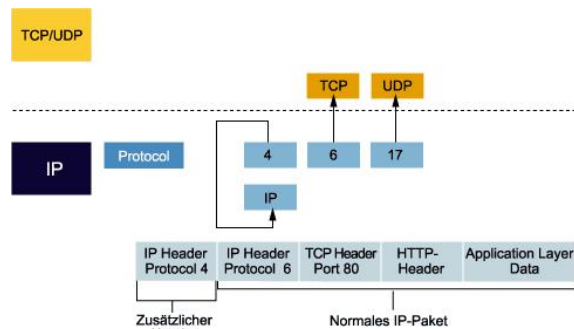 TCP/UDP
TCP UDP
IP Protocol 4 6 17
IP
IP Header IP Header TCP Header HTTP- Application Layer
Protocol 4 Protocol 6 Port 80 Header Data
Zusätzlicher Normales IP-Paket